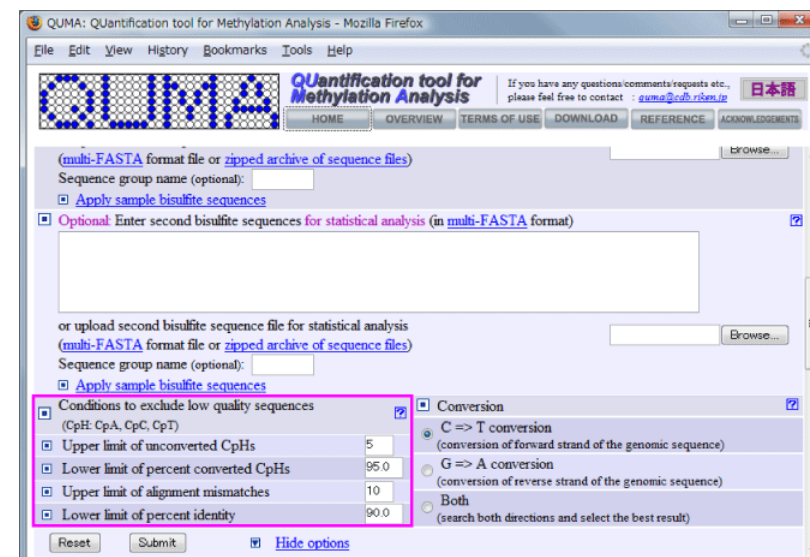 QUMA: QUantification tool for Methylation Analysis - Mozilla Firefox
File Edit View History Bookmarks Tools Help
QUMA
QUantification tool for
Methylation Analysis
If you have any questions/comments/requests etc.,
please feel free to contact : quma@cdb.riken.jp
日本語
HOME OVERVIEW TERMS OF USE DOWNLOAD REFERENCE ACKNOWLEDGEMENTS
(multi-FASTA format file or zipped archive of sequence files)
Browse...
Sequence group name (optional):
Apply sample bisulfite sequences
Optional: Enter second bisulfite sequences for statistical analysis (in multi-FASTA format)
?
or upload second bisulfite sequence file for statistical analysis
(multi-FASTA format file or zipped archive of sequence files)
Browse...
Sequence group name (optional):
Apply sample bisulfite sequences
Conditions to exclude low quality sequences
?
(CpH: CpA, CpC, CpT)
Upper limit of unconverted CpHs 5
Lower limit of percent converted CpHs 95.0
Upper limit of alignment mismatches 10
Lower limit of percent identity 90.0
Conversion
?
C => T conversion
(conversion of forward strand of the genomic sequence)
G => A conversion
(conversion of reverse strand of the genomic sequence)
Both
(search both directions and select the best result)
Reset Submit Hide options